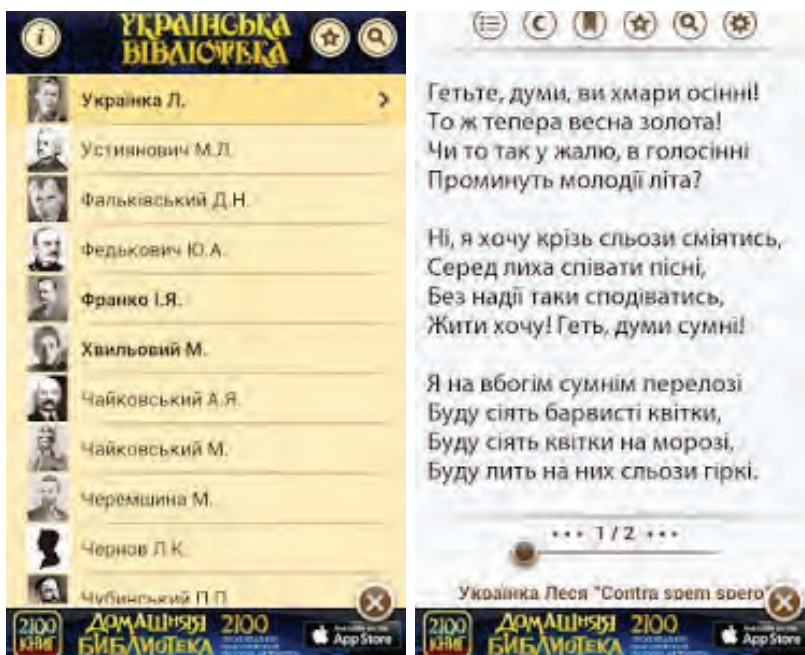 i
УКРАЇНСЬКА
БІБЛІОТЕКА
Українка Л.
Устиянович М.Л.
Фальківський Д.Н.
Федькович Ю.А.
Франко І.Я.
Хвильовий М.
Чайковський А.Я.
Чайковський М.
Черемшина М.
Чернов Л.К.
Чубинський П.П.
2100
КНИГ
ДОМАШНЯЯ
БИБЛИОТЕКА
2100
App Store
Гетьте, думи, ви хмари осінні!
То ж тепера весна золота!
Чи то так у жалю, в голосінні
Проминуть молодії літа?
Ні, я хочу крізь сльози сміятись,
Серед лиха співати пісні,
Без надії таки сподіватись,
Жити хочу! Геть, думи сумні!
Я на вбогім сумнім перелозі
Буду сіять барвисті квітки,
Буду сіять квітки на морозі,
Буду лить на них сльози гіркі.
••• 1 / 2 •••
Українка Леся "Contra spem spero"
2100
КНИГ
ДОМАШНЯЯ
БИБЛИОТЕКА
2100
App Store